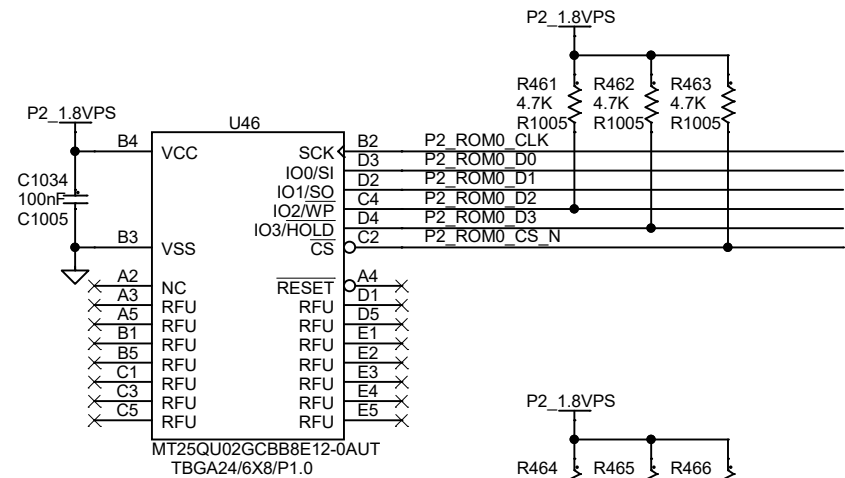 P2_1.8VPS
R461 R462 R463
4.7K 4.7K 4.7K
R1005 R1005 R1005
P2_1.8VPS
U46
B4 VCC SCK B2 P2_ROM0_CLK
IO0/SI D3 P2_ROM0_D0
C1034 IO1/SO D2 P2_ROM0_D1
100nF IO2/WP C4 P2_ROM0_D2
C1005 IO3/HOLD D4 P2_ROM0_D3
B3 VSS CS C2 P2_ROM0_CS_N
A2 NC RESET A4
A3 RFU RFU D1
A5 RFU RFU D5
B1 RFU RFU E1
B5 RFU RFU E2
C1 RFU RFU E3
C3 RFU RFU E4
C5 RFU RFU E5
MT25QU02GCBB8E12-0AUT
TBGA24/6X8/P1.0
P2_1.8VPS
R464 R465 R466